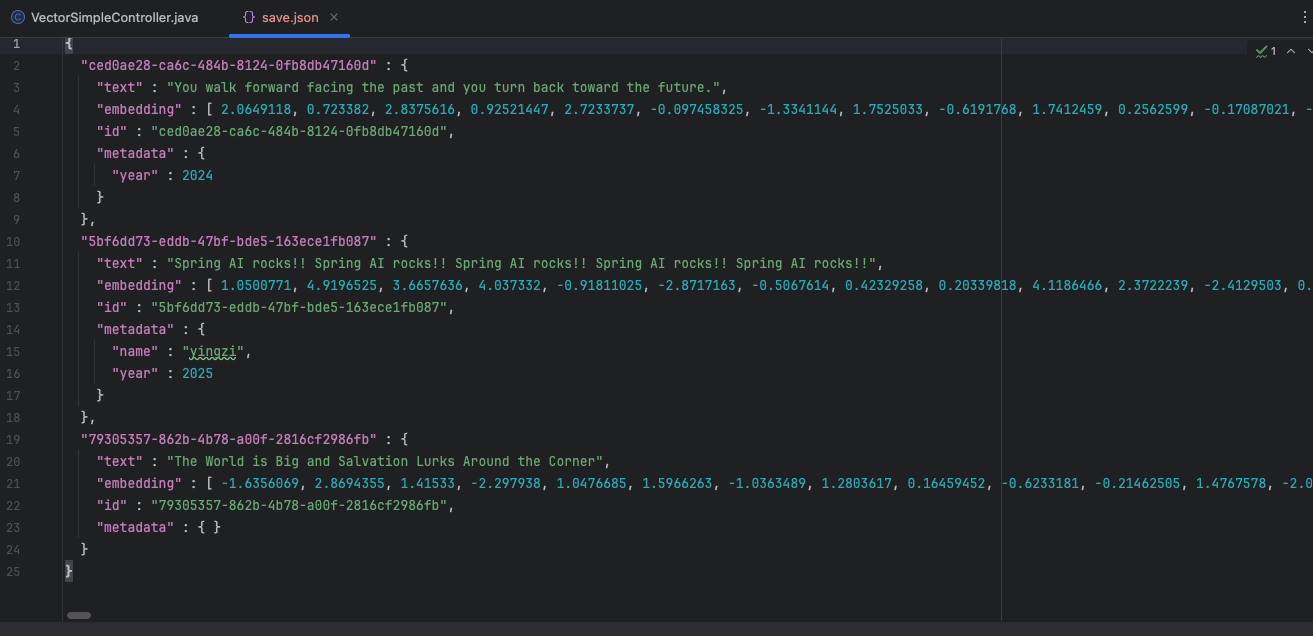 VectorSimpleController.java
save.json
1 {
2 "ced0ae28-ca6c-484b-8124-0fb8db47160d" : {
3 "text" : "You walk forward facing the past and you turn back toward the future.",
4 "embedding" : [ 2.0649118, 0.723382, 2.8375616, 0.92521447, 2.7233737, -0.097458325, -1.3341144, 1.7525033, -0.6191768, 1.7412459, 0.2562599, -0.17087021, -
5 "id" : "ced0ae28-ca6c-484b-8124-0fb8db47160d",
6 "metadata" : {
7 "year" : 2024
8 }
9 },
10 "5bf6dd73-eddb-47bf-bde5-163ece1fb087" : {
11 "text" : "Spring AI rocks!! Spring AI rocks!! Spring AI rocks!! Spring AI rocks!! Spring AI rocks!!",
12 "embedding" : [ 1.0500771, 4.9196525, 3.6657636, 4.037332, -0.91811025, -2.8717163, -0.5067614, 0.42329258, 0.20339818, 4.1186466, 2.3722239, -2.4129503, 0.
13 "id" : "5bf6dd73-eddb-47bf-bde5-163ece1fb087",
14 "metadata" : {
15 "name" : "yingzi",
16 "year" : 2025
17 }
18 },
19 "79305357-862b-4b78-a00f-2816cf2986fb" : {
20 "text" : "The World is Big and Salvation Lurks Around the Corner",
21 "embedding" : [ -1.6356069, 2.8694355, 1.41533, -2.297938, 1.0476685, 1.5966263, -1.0363489, 1.2803617, 0.16459452, -0.6233181, -0.21462505, 1.4767578, -2.0
22 "id" : "79305357-862b-4b78-a00f-2816cf2986fb",
23 "metadata" : { }
24 }
25 }
1